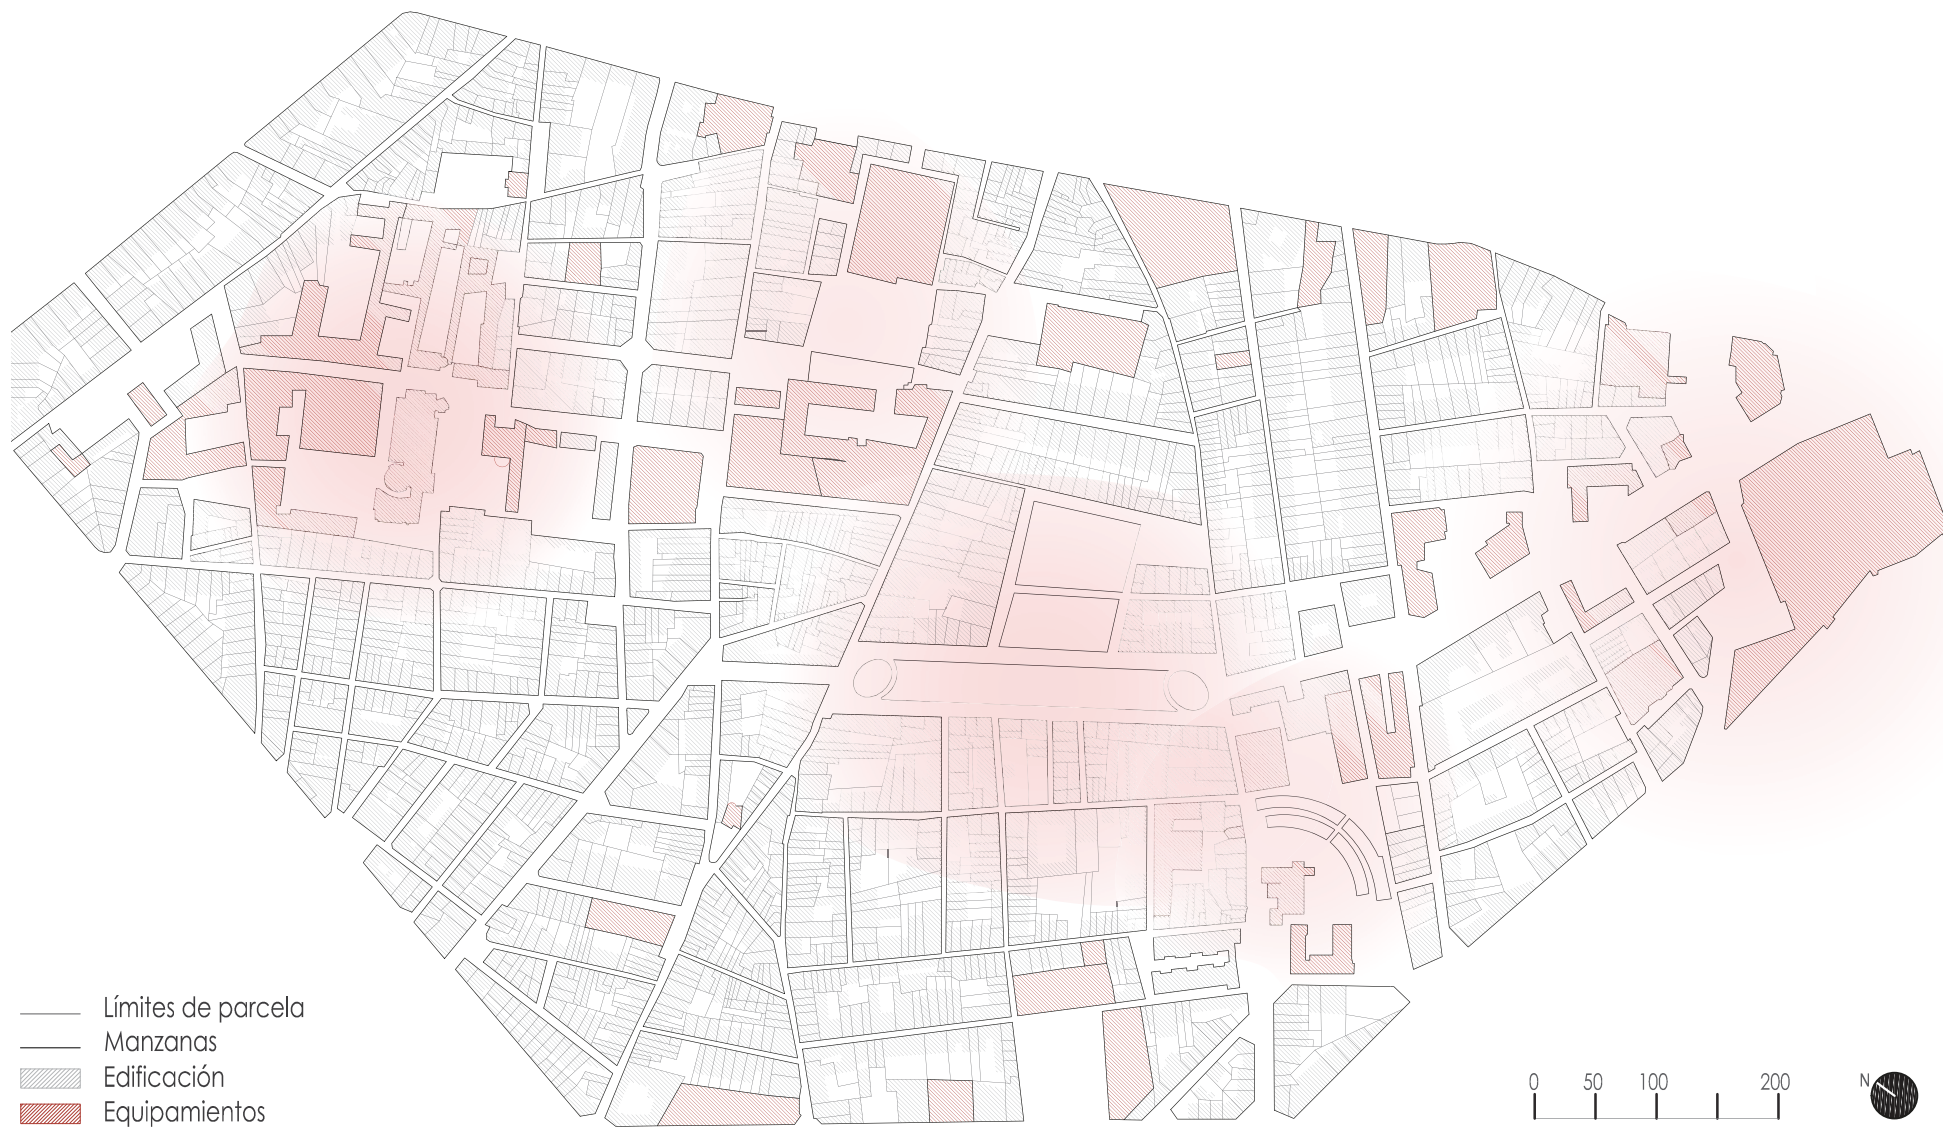 Límites de parcela
Manzanas
Edificación
Equipamientos
0 50 100 200
N